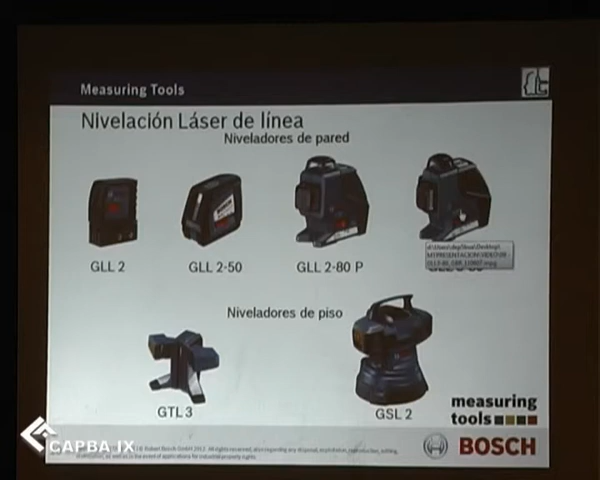 Measuring Tools
Nivelación Láser de línea
Niveladores de pared
GLL 2
GLL 2-50
GLL 2-80 P
Niveladores de piso
GTL 3
GSL 2
measuring
tools
BOSCH
CAPBA IX